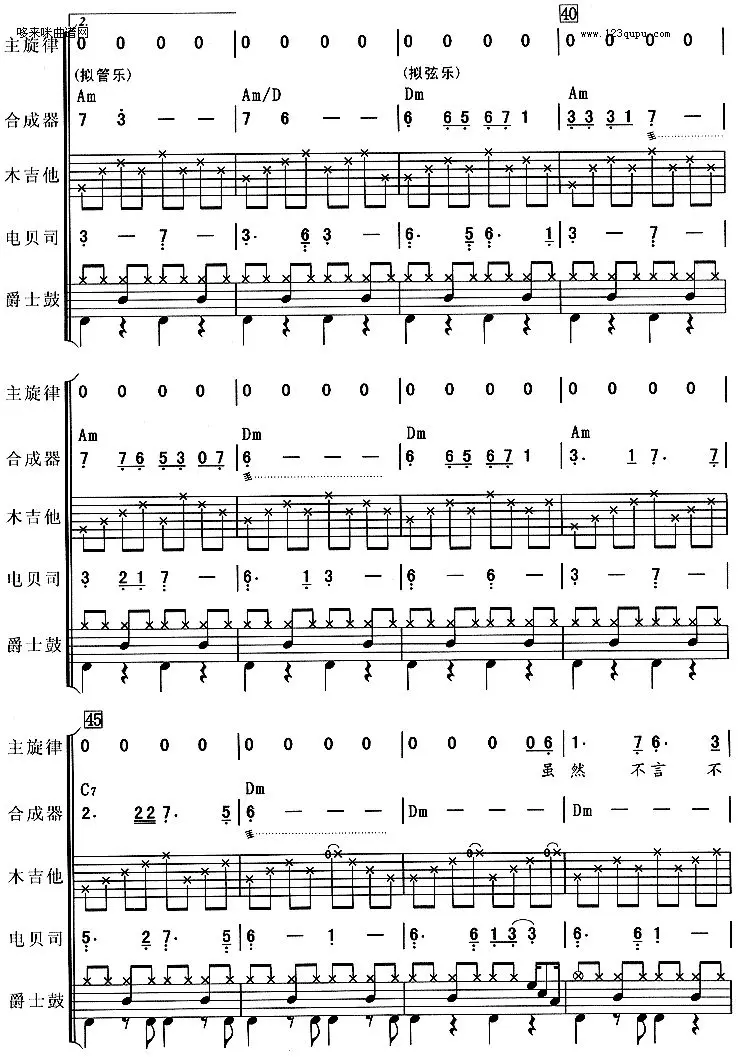 哆来咪曲谱网
2.
40
www.123qupu.com
主旋律 0 0 0 0 | 0 0 0 0 | 0 0 0 0 | 0 0 0 0
(拟管乐) (拟弦乐)
Am Am/D Dm Am
合成器 7 3 — — | 7 6 — — | 6 6 5 6 7 1 | 3 3 3 1 7 — —
木吉他
电贝司 3 — 7 — | 3· 6 3 — | 6· 5 6· 1 | 3 — 7 —
爵士鼓
主旋律 0 0 0 0 | 0 0 0 0 | 0 0 0 0 | 0 0 0 0
Am Dm Dm Am
合成器 7 7 6 5 3 0 7 | 6 — — — | 6 6 5 6 7 1 | 3· 1 7· 7
木吉他
电贝司 3 2 1 7 — | 6· 1 3 — | 6 — 6 — | 3 — 7 —
爵士鼓
45
主旋律 0 0 0 0 | 0 0 0 0 | 0 0 0 0 6 | 1· 7 6· 3
虽 然 不 言 不
C7 Dm
合成器 2· 2 2 7· 5 | 6 — — — | Dm — — — | Dm — — —
木吉他
电贝司 5· 2 7· 5 | 6 — 1 — | 6· 6 1 3 3 | 6· 6 1 —
爵士鼓